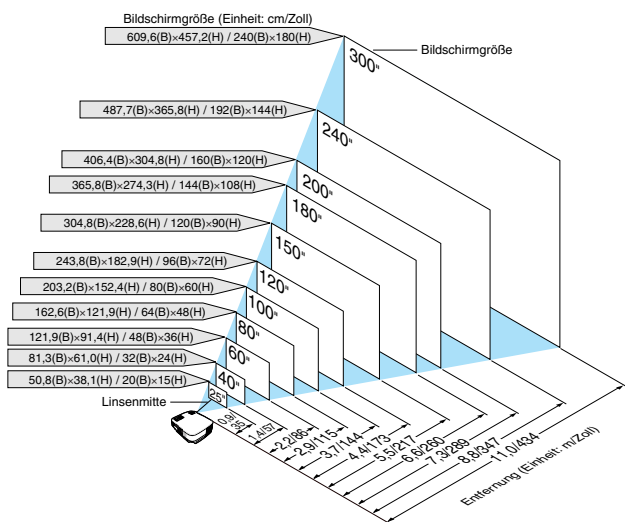 Bildschirmgröße (Einheit: cm/Zoll)
609,6(B)×457,2(H) / 240(B)×180(H)
Bildschirmgröße
300"
487,7(B)×365,8(H) / 192(B)×144(H)
240"
406,4(B)×304,8(H) / 160(B)×120(H)
200"
365,8(B)×274,3(H) / 144(B)×108(H)
180"
304,8(B)×228,6(H) / 120(B)×90(H)
150"
243,8(B)×182,9(H) / 96(B)×72(H)
120"
203,2(B)×152,4(H) / 80(B)×60(H)
100"
162,6(B)×121,9(H) / 64(B)×48(H)
80"
121,9(B)×91,4(H) / 48(B)×36(H)
60"
81,3(B)×61,0(H) / 32(B)×24(H)
40"
50,8(B)×38,1(H) / 20(B)×15(H)
25"
Linsenmitte
0,9/
35
1,4/57
2,2/86
2,9/115
3,7/144
4,4/173
5,5/217
6,6/260
7,3/289
8,8/347
11,0/434
Entfernung (Einheit: m/Zoll)